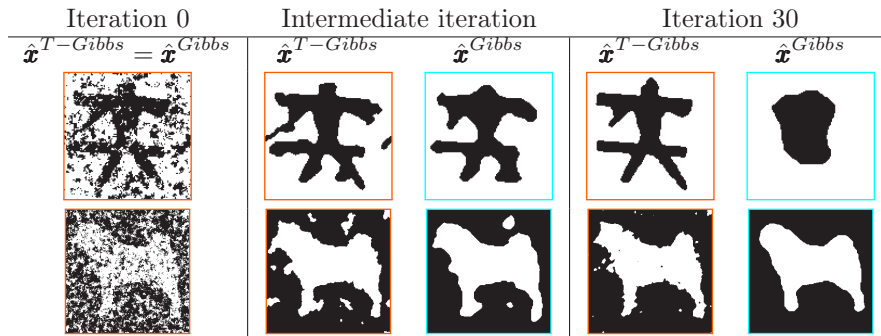 Iteration 0 Intermediate iteration Iteration 30
x̂^{T−Gibbs} = x̂^{Gibbs} x̂^{T−Gibbs} x̂^{Gibbs} x̂^{T−Gibbs} x̂^{Gibbs}